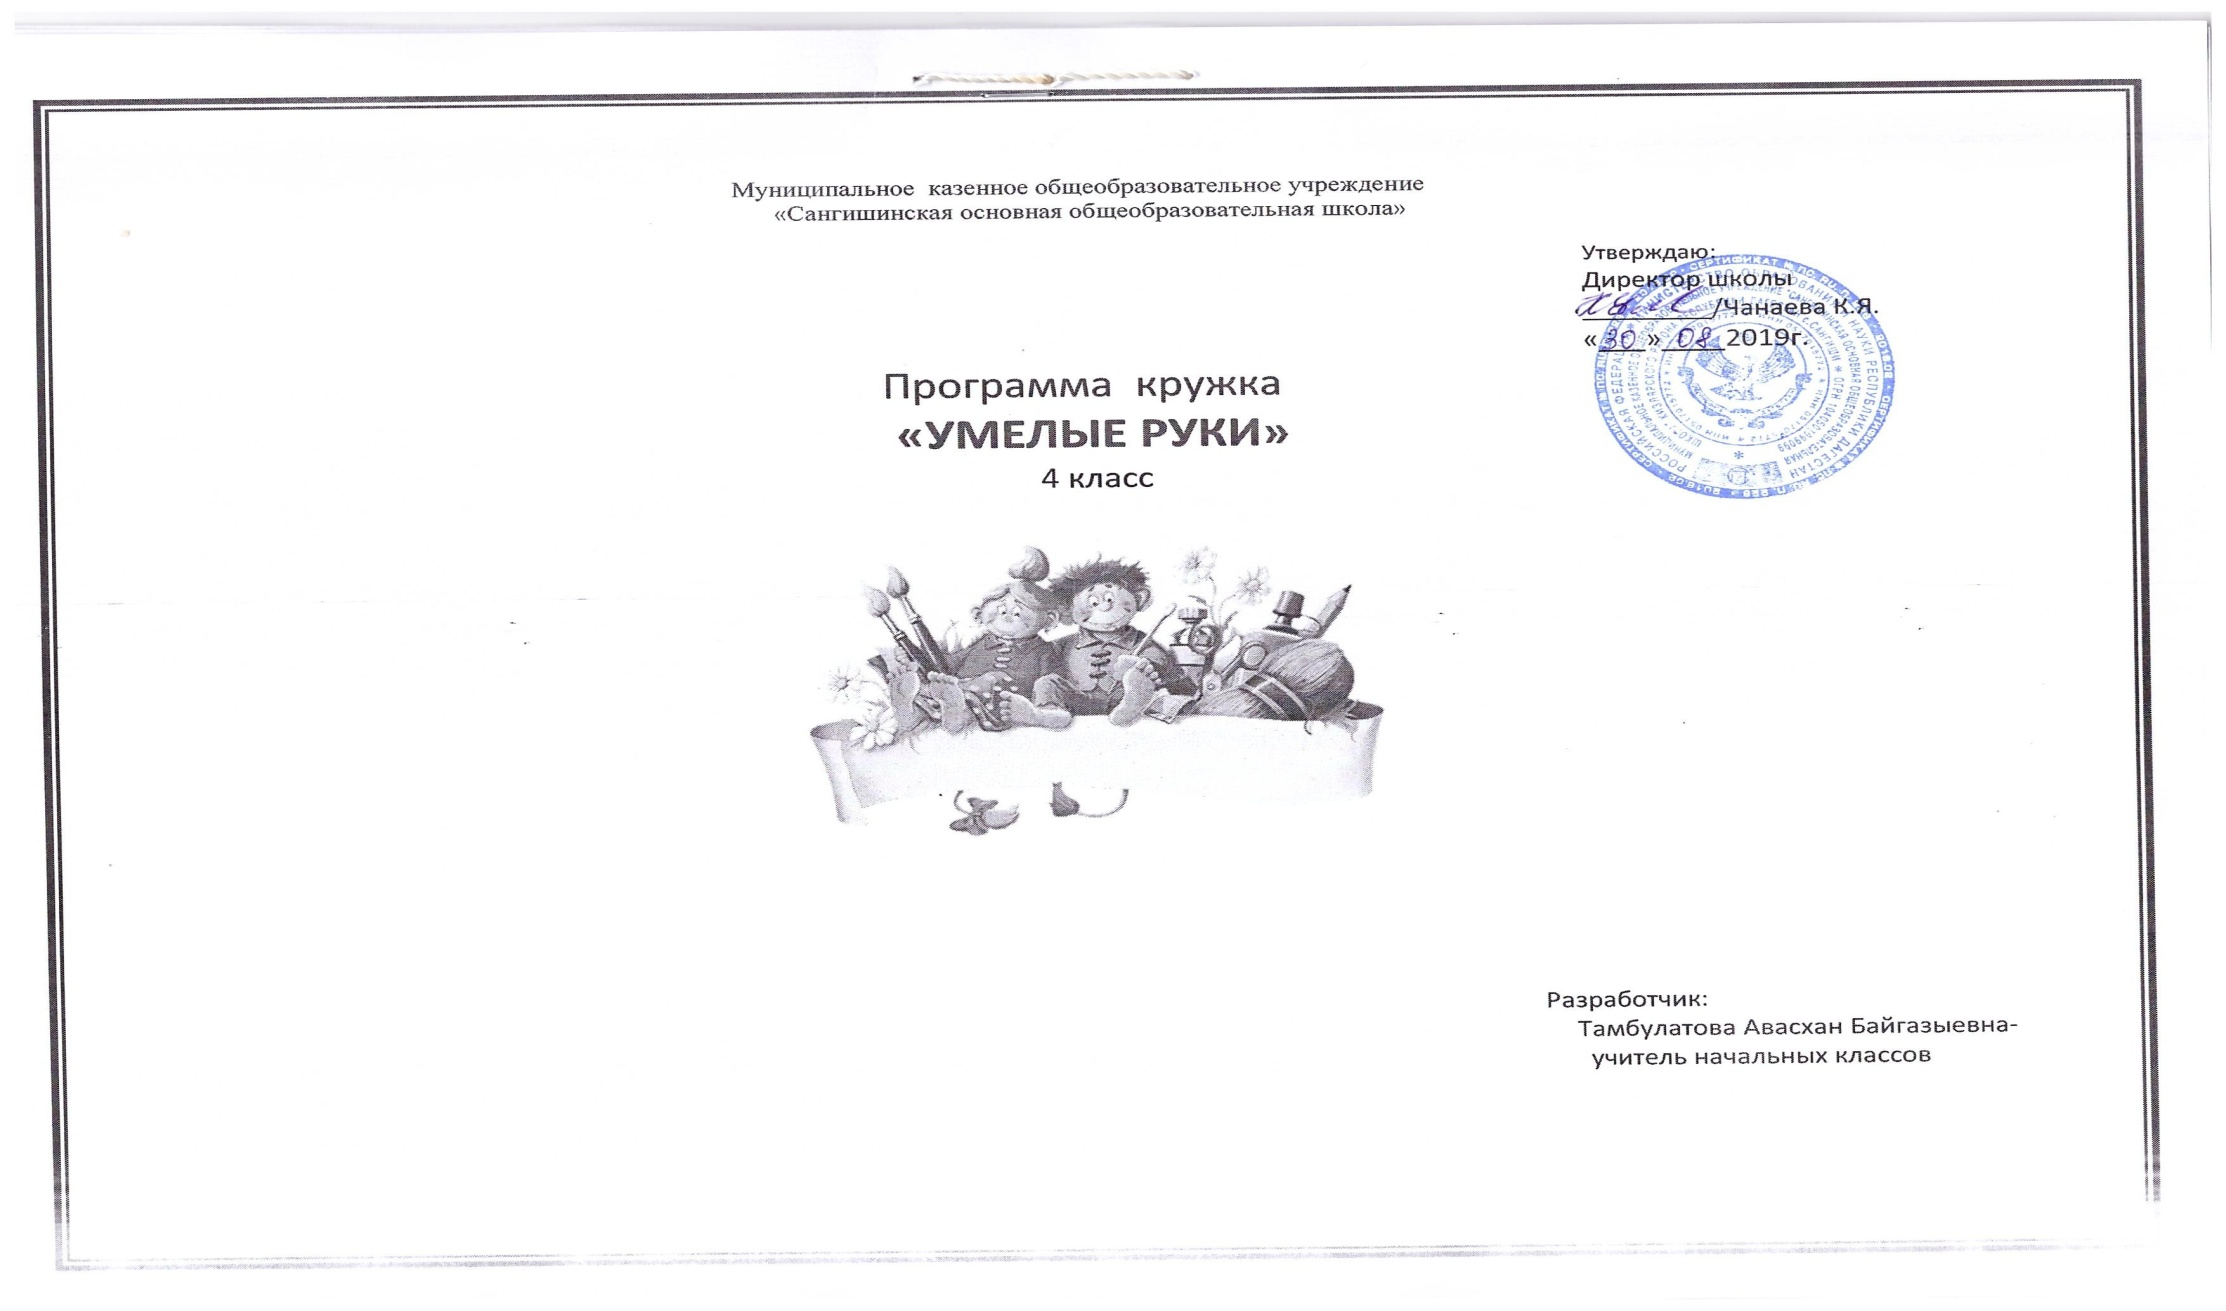 Муниципальное казенное общеобразовательное учреждение
«Сангишинская основная общеобразовательная школа»
Утверждаю:
Директор школы
/Чанаева К.Я.
«30» 08 2019г.
Программа кружка
«УМЕЛЫЕ РУКИ»
4 класс
Разработчик:
Тамбулатова Авасхан Байгазыевна-
учитель начальных классов